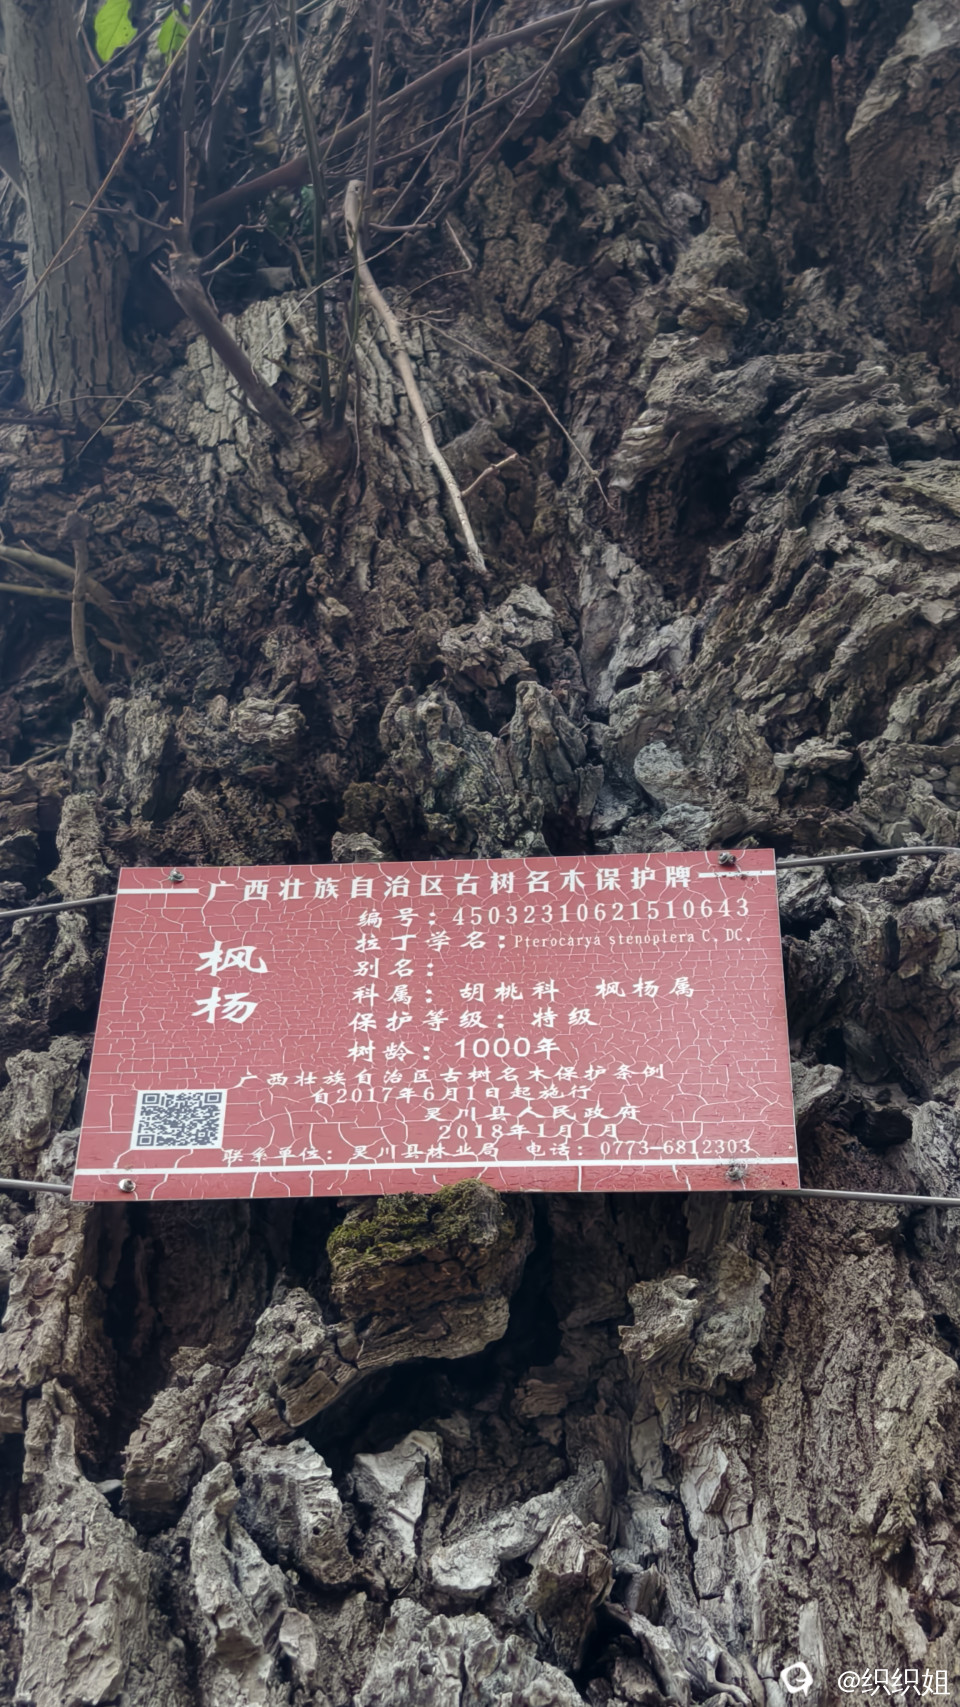 广西壮族自治区古树名木保护牌
枫杨
编号：45032310621510643
拉丁学名：Pterocarya stenoptera C. DC.
别名：
科属：胡桃科 枫杨属
保护等级：特级
树龄：1000年
广西壮族自治区古树名木保护条例
自2017年6月1日起施行
灵川县人民政府
2018年1月1日
联系单位：灵川县林业局 电话：0773-6812303
@织织姐